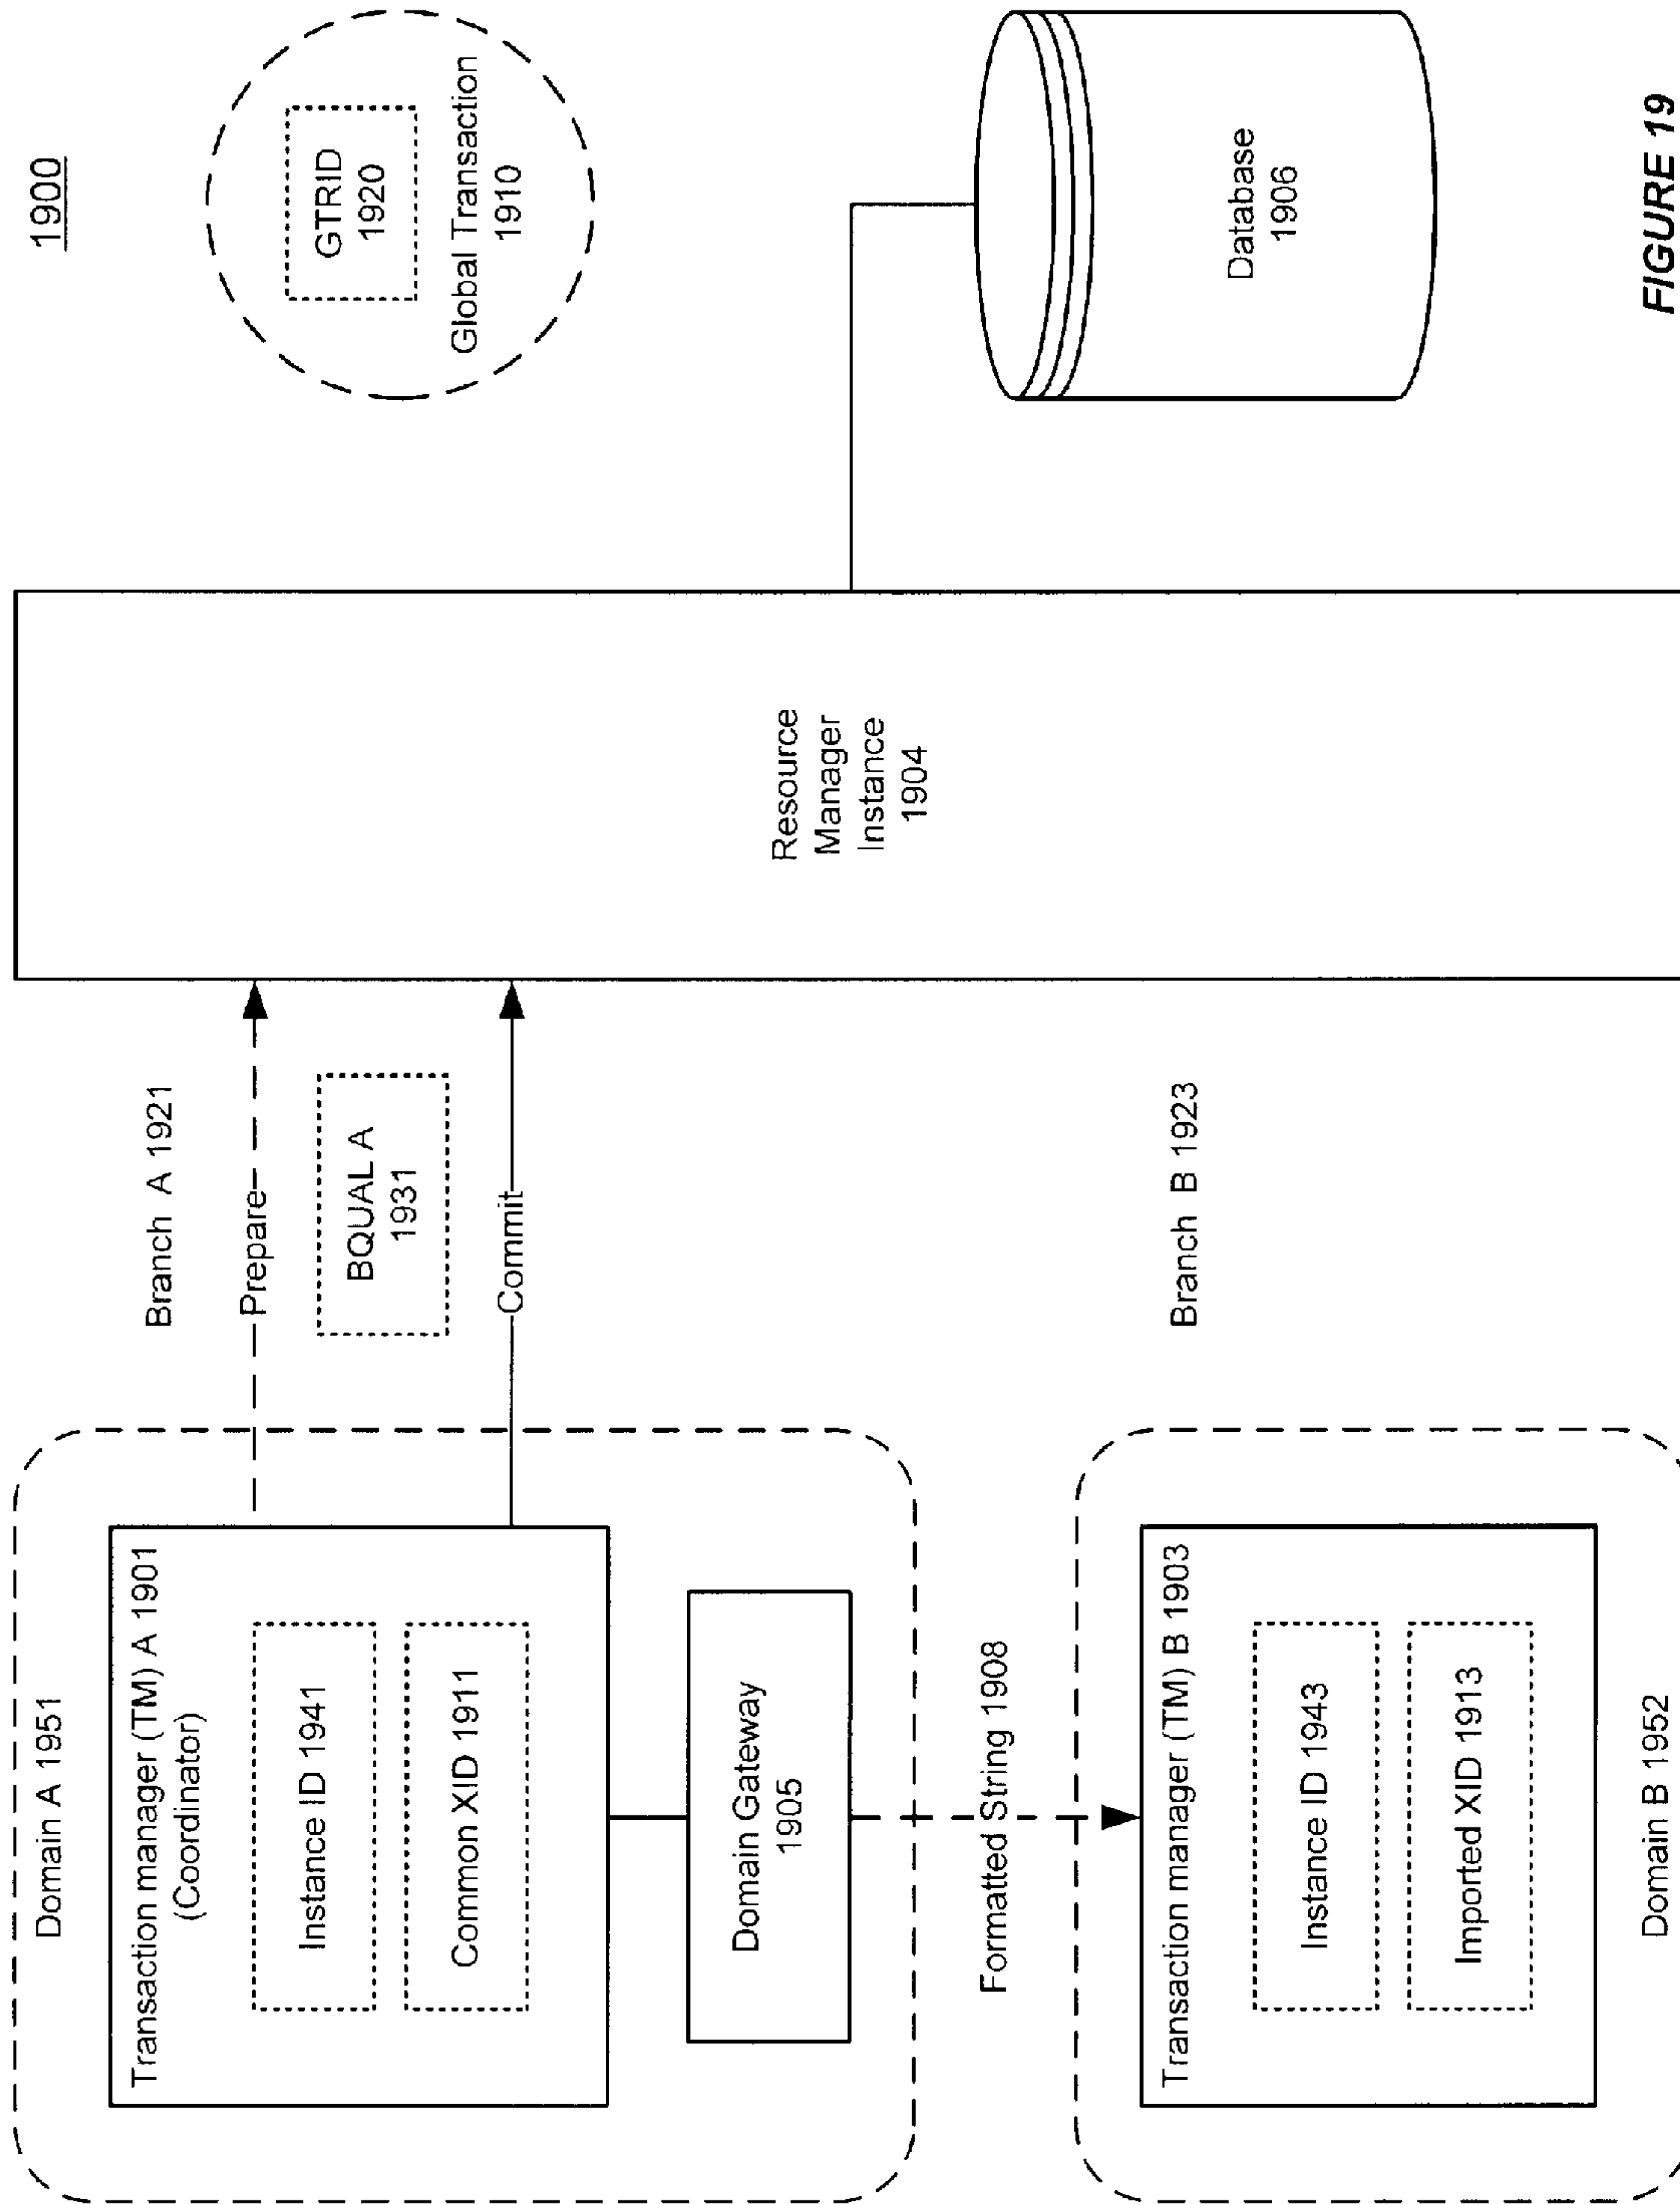 1900
Domain A 1951
Transaction manager (TM) A 1901
(Coordinator)
Instance ID 1941
Common XID 1911
Domain Gateway
1905
Formatted String 1908
Transaction manager (TM) B 1903
Instance ID 1943
Imported XID 1913
Domain B 1952
Branch A 1921
Prepare
BQUAL A
1931
Commit
Branch B 1923
Resource
Manager
Instance
1904
GTRID
1920
Global Transaction
1910
Database
1906
FIGURE 19